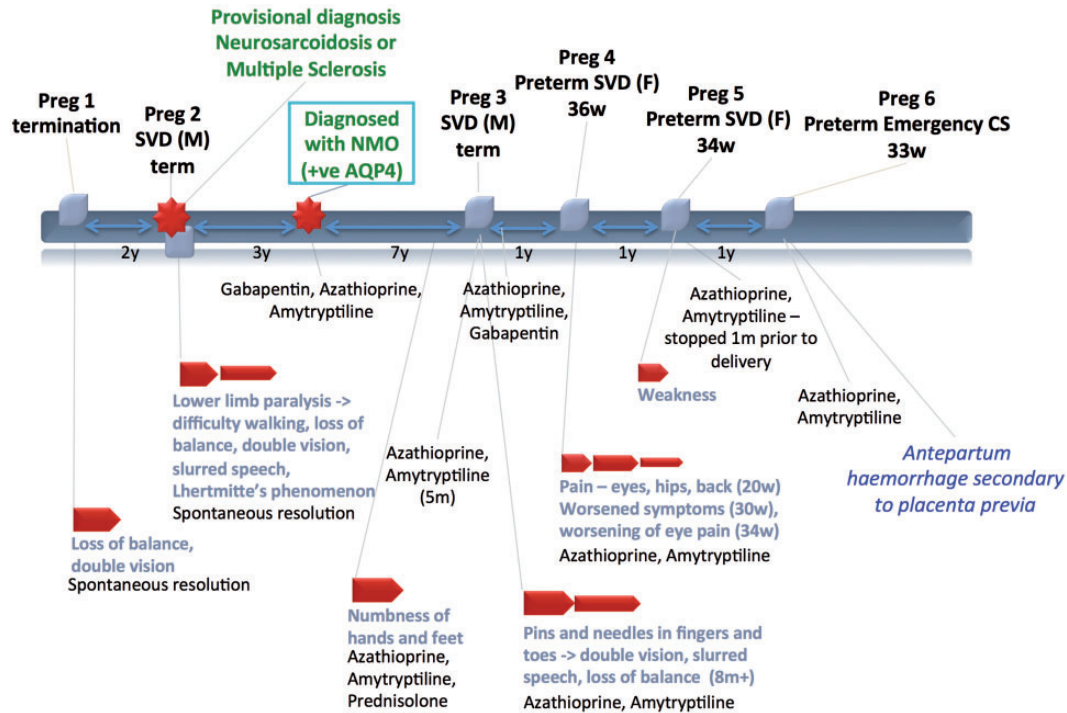 Provisional diagnosis
Neurosarcoidosis or
Multiple Sclerosis
Preg 1
termination
Preg 2
SVD (M)
term
Diagnosed
with NMO
(+ve AQP4)
Preg 3
SVD (M)
term
Preg 4
Preterm SVD (F)
36w
Preg 5
Preterm SVD (F)
34w
Preg 6
Preterm Emergency CS
33w
2y
3y
7y
1y
1y
1y
Gabapentin, Azathioprine,
Amytryptiline
Azathioprine,
Amytryptiline,
Gabapentin
Azathioprine,
Amytryptiline –
stopped 1m prior to
delivery
Lower limb paralysis ->
difficulty walking, loss of
balance, double vision,
slurred speech,
Lhertmitte's phenomenon
Spontaneous resolution
Weakness
Azathioprine,
Amytryptiline
Azathioprine,
Amytryptiline
(5m)
Antepartum
haemorrhage secondary
to placenta previa
Pain – eyes, hips, back (20w)
Worsened symptoms (30w),
worsening of eye pain (34w)
Azathioprine, Amytryptiline
Loss of balance,
double vision
Spontaneous resolution
Numbness of
hands and feet
Azathioprine,
Amytryptiline,
Prednisolone
Pins and needles in fingers and
toes -> double vision, slurred
speech, loss of balance  (8m+)
Azathioprine, Amytryptiline